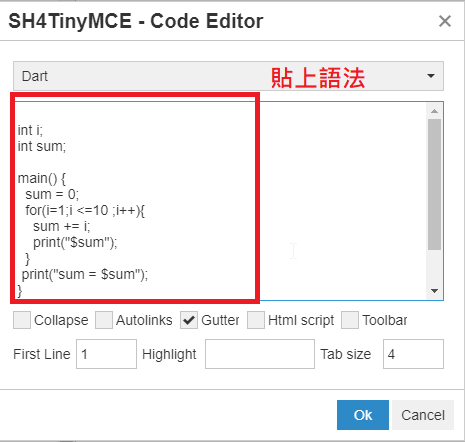 SH4TinyMCE - Code Editor
Dart
貼上語法
int i;
int sum;
main() {
sum = 0;
for(i=1;i <=10 ;i++){
sum += i;
print("$sum");
}
print("sum = $sum");
}
Collapse Autolinks Gutter Html script Toolbar
First Line 1 Highlight Tab size 4
Ok Cancel